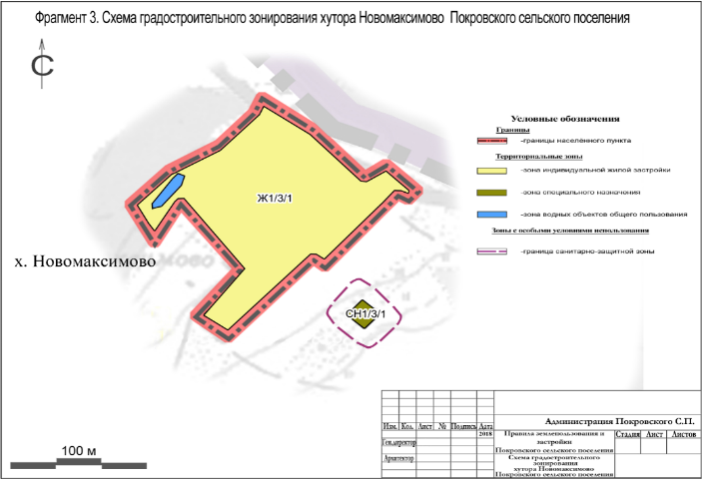 Фрагмент 3. Схема градостроительного зонирования хутора Новомаксимово Покровского сельского поселения
С
Условные обозначения
Границы
-границы населённого пункта
Территориальные зоны
-зона индивидуальной жилой застройки
Ж1/3/1
-зона специального назначения
-зона водных объектов общего пользования
Зоны с особыми условиями использования
-граница санитарно-защитной зоны
х. Новомаксимово
СН1/3/1
Администрация Покровского С.П.
Изм. Кол. Лист № Подпись Дата
2018
Правила землепользования и
застройки
Покровского сельского поселения
Стадия Лист Листов
Ген.директор
Архитектор
Схема градостроительного
зонирования
хутора Новомаксимово
Покровского сельского поселения
100 м